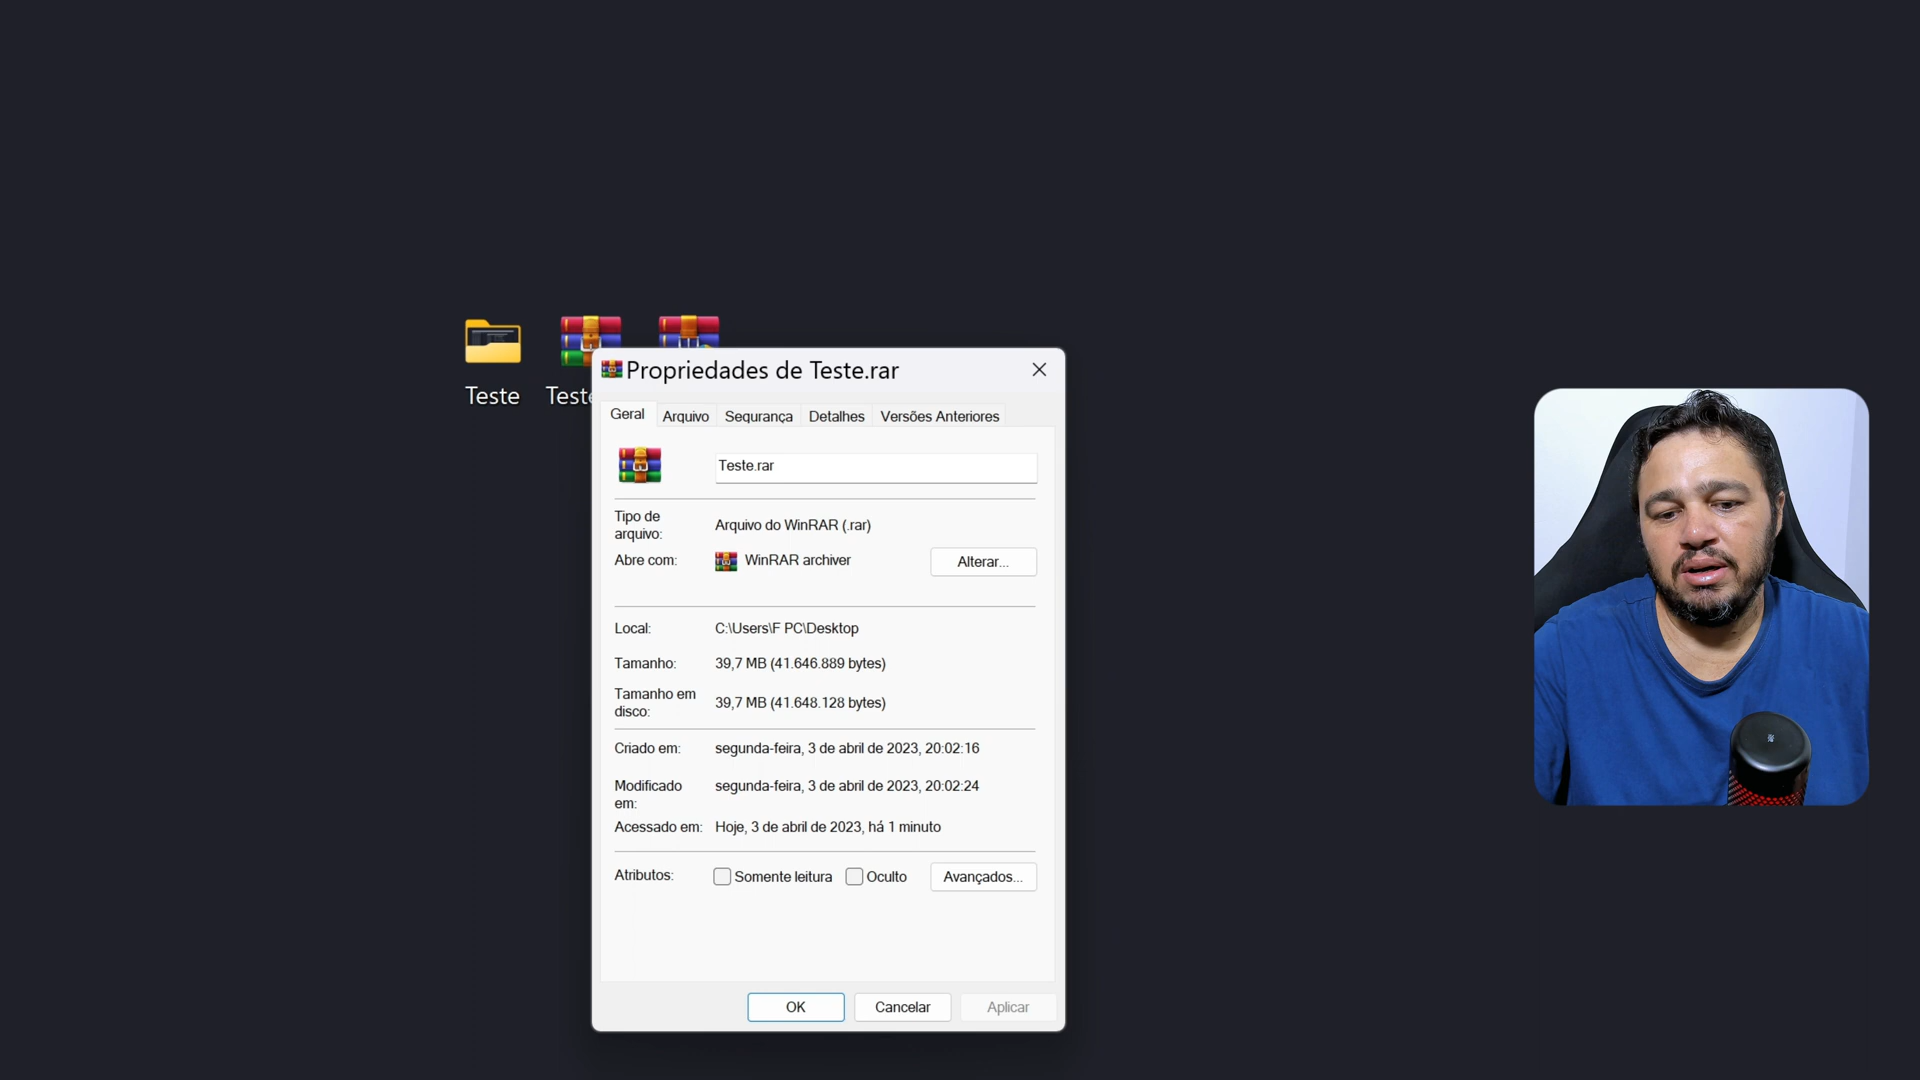 Teste
Teste
Propriedades de Teste.rar
Geral
Arquivo
Segurança
Detalhes
Versões Anteriores
Teste.rar
Tipo de
arquivo:
Arquivo do WinRAR (.rar)
Abre com:
WinRAR archiver
Alterar...
Local:
C:\Users\F PC\Desktop
Tamanho:
39,7 MB (41.646.889 bytes)
Tamanho em
disco:
39,7 MB (41.648.128 bytes)
Criado em:
segunda-feira, 3 de abril de 2023, 20:02:16
Modificado
em:
segunda-feira, 3 de abril de 2023, 20:02:24
Acessado em:
Hoje, 3 de abril de 2023, há 1 minuto
Atributos:
Somente leitura
Oculto
Avançados...
OK
Cancelar
Aplicar